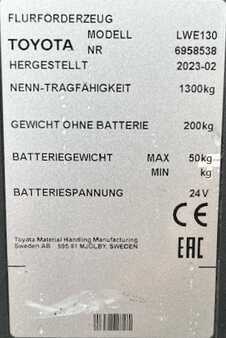 FLURFÖRDERZEUG
TOYOTA MODELL LWE130
NR 6958538
HERGESTELLT 2023-02
NENN-TRAGFÄHIGKEIT 1300kg
GEWICHT OHNE BATTERIE 200kg
BATTERIEGEWICHT MAX 50kg
MIN kg
BATTERIESPANNUNG 24V
CE
EAC
Toyota Material Handling Manufacturing
Sweden AB 595 81 MJÖLBY, SWEDEN